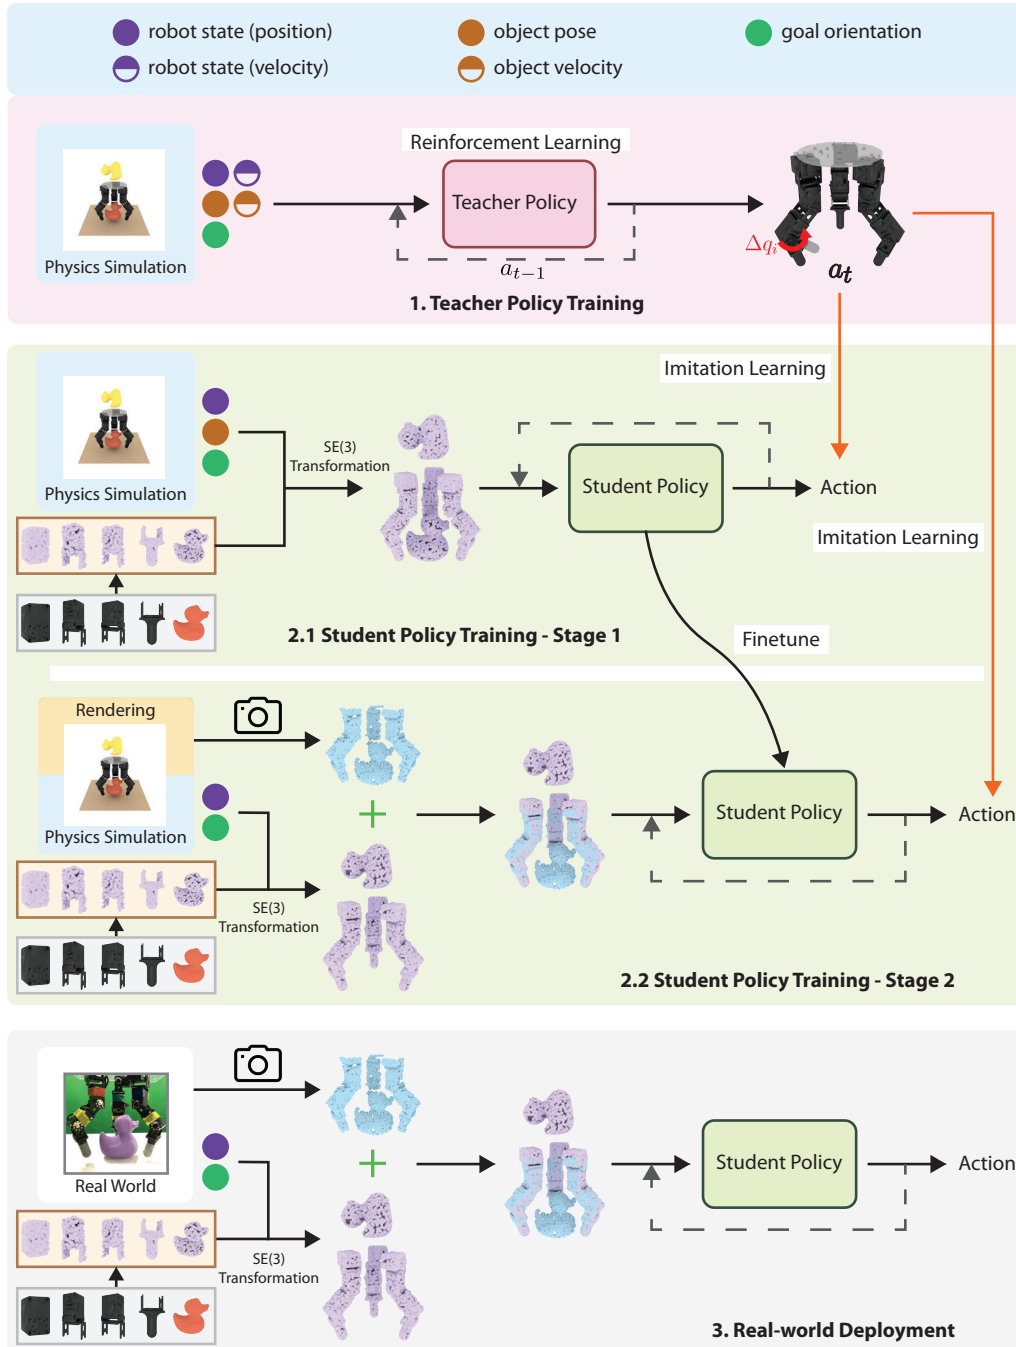 robot state (position)
object pose
goal orientation
robot state (velocity)
object velocity
Reinforcement Learning
Teacher Policy
Physics Simulation
Δq_i
a_{t−1}
a_t
1. Teacher Policy Training
Imitation Learning
SE(3)
Transformation
Student Policy
Action
Physics Simulation
Imitation Learning
2.1 Student Policy Training - Stage 1
Finetune
Rendering
Physics Simulation
Student Policy
Action
SE(3)
Transformation
2.2 Student Policy Training - Stage 2
Real World
Student Policy
Action
SE(3)
Transformation
3. Real-world Deployment